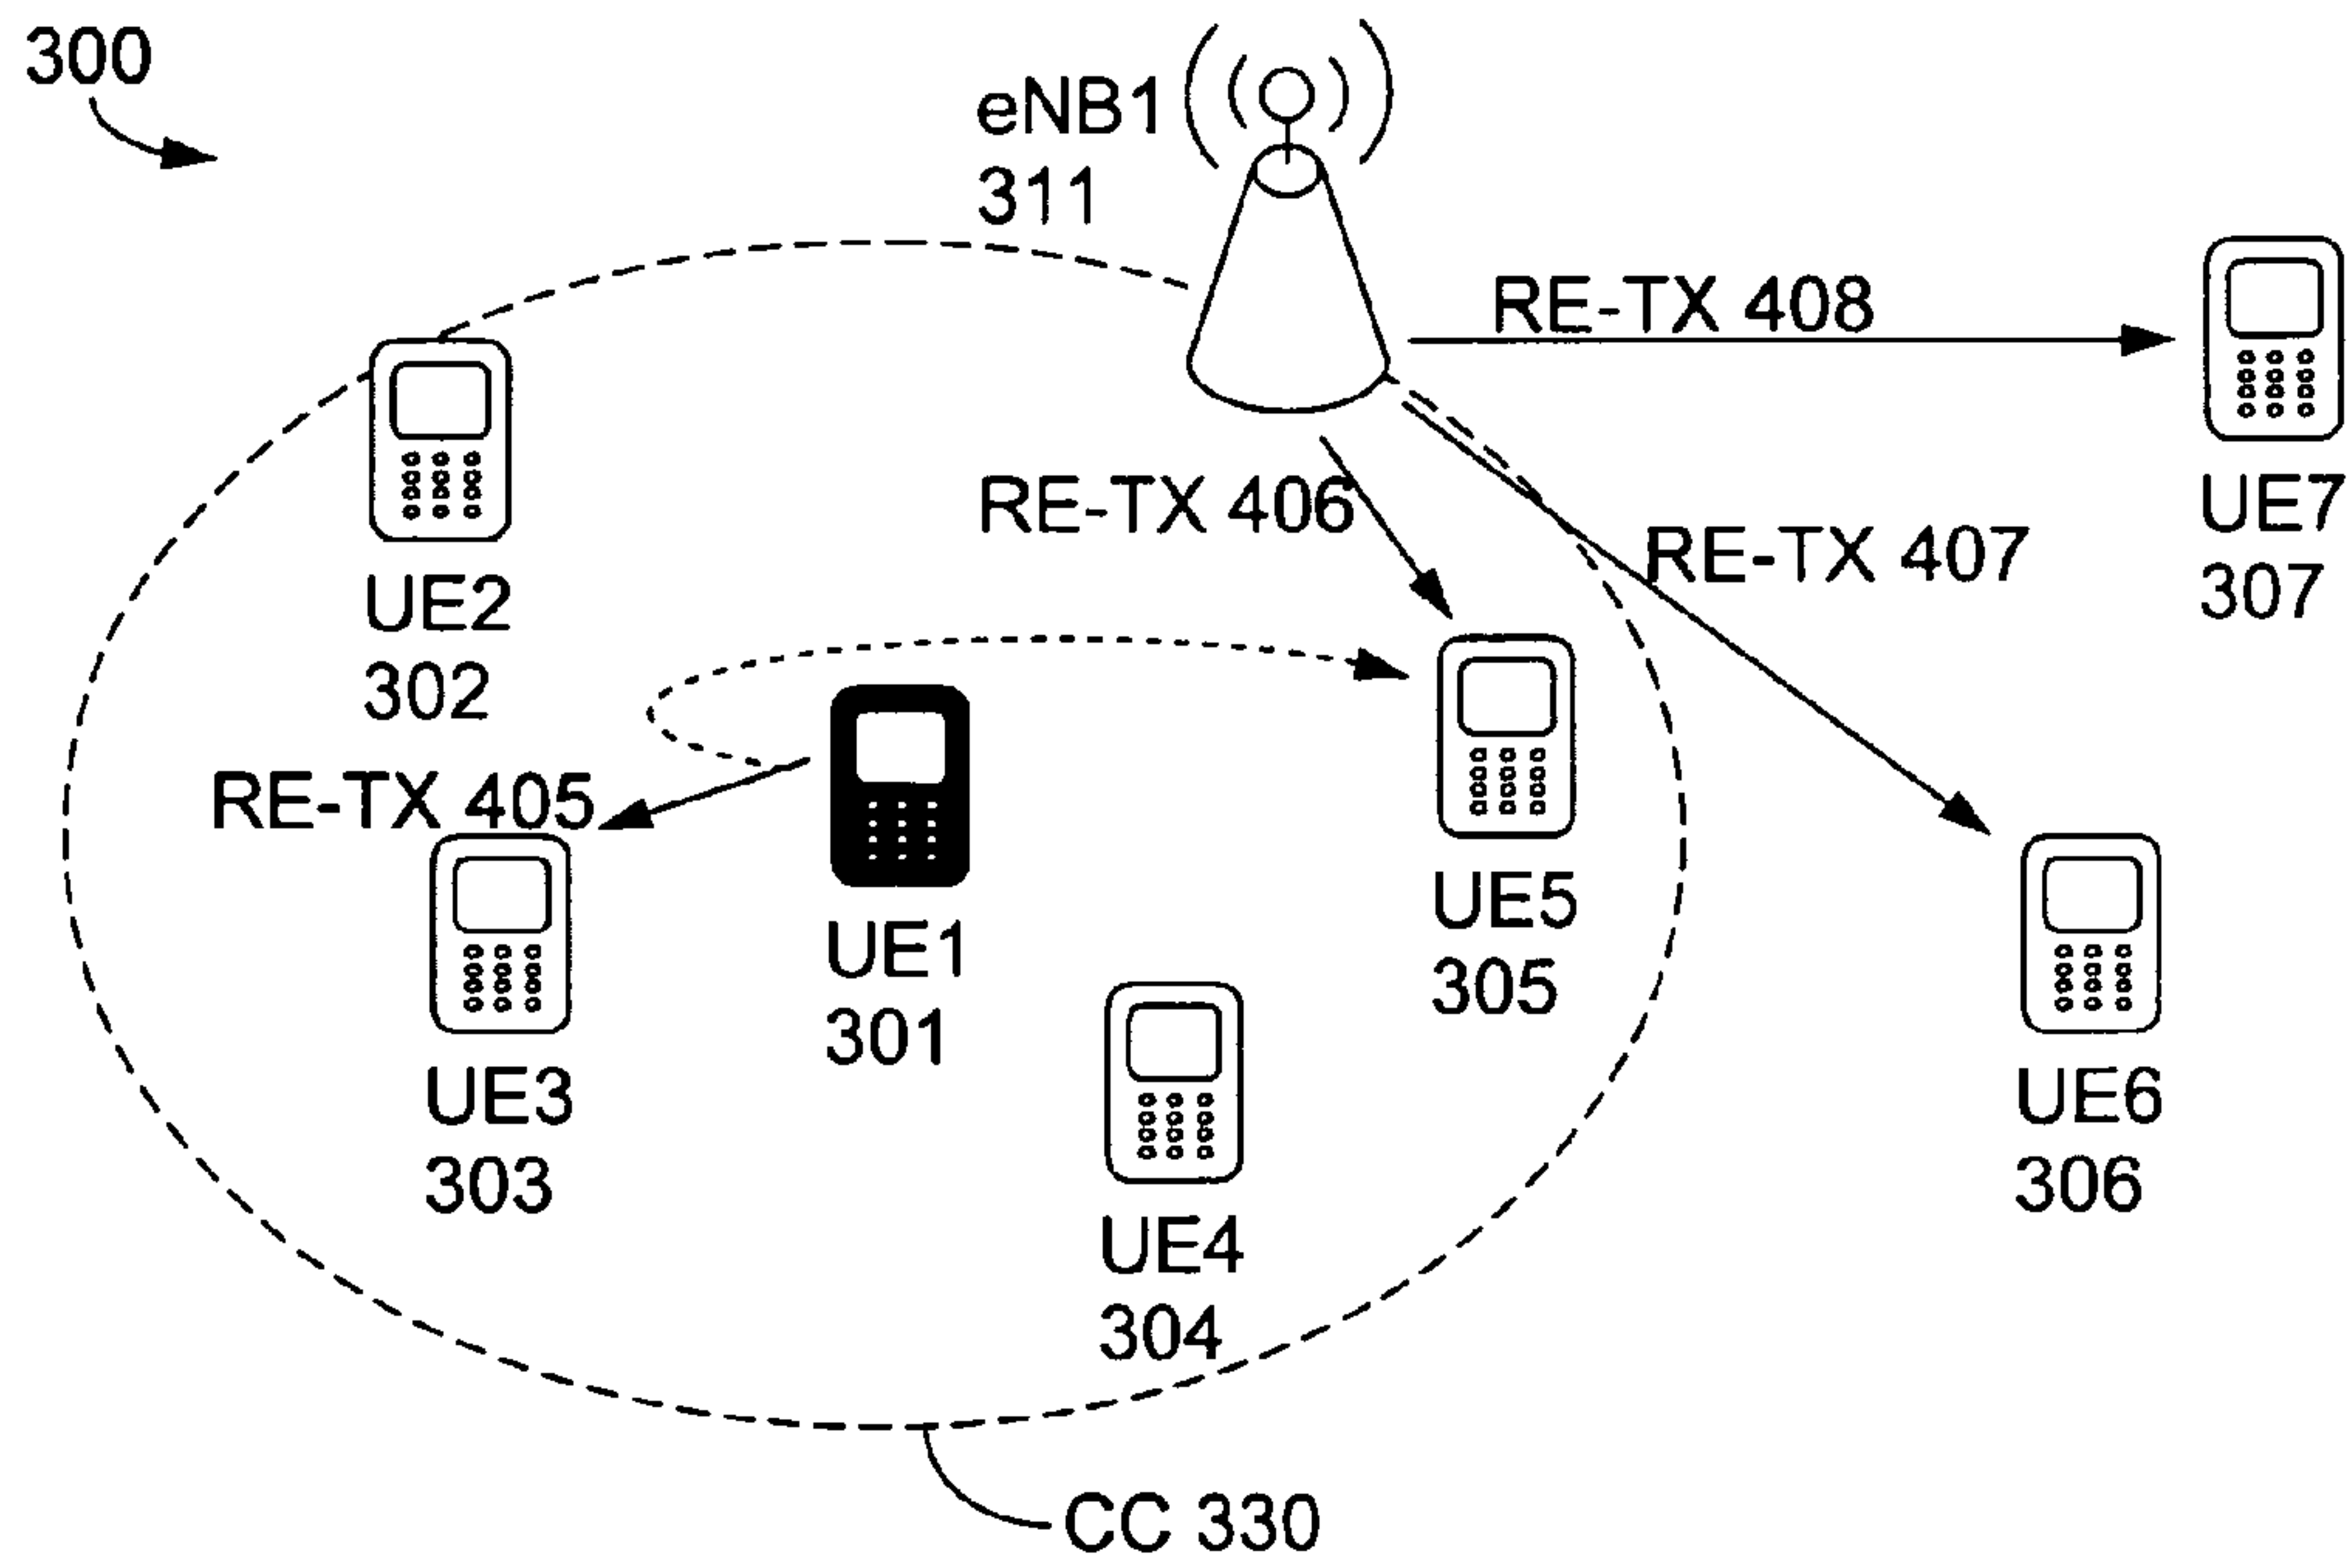 300
eNB1
311
RE-TX 408
UE7
307
RE-TX 406
RE-TX 407
UE2
302
RE-TX 405
UE5
305
UE1
301
UE3
303
UE6
306
UE4
304
CC 330